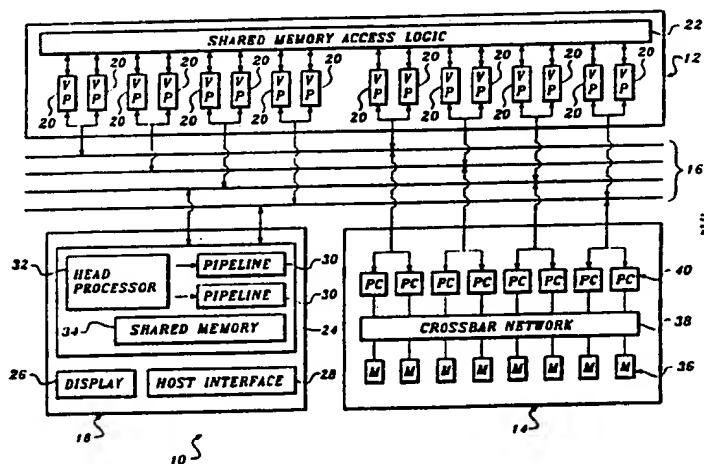 SHARED MEMORY ACCESS LOGIC
22
20 20 20 20 20 20 20 20
VP VP VP VP VP VP VP VP VP VP VP VP VP VP VP VP
12
20 20 20 20 20 20 20 20
16
32
HEAD PROCESSOR
PIPELINE
30
PIPELINE
30
34
SHARED MEMORY
24
26
DISPLAY
HOST INTERFACE
28
18
10
PC PC PC PC PC PC PC PC
40
CROSSBAR NETWORK
38
M M M M M M M M
36
14